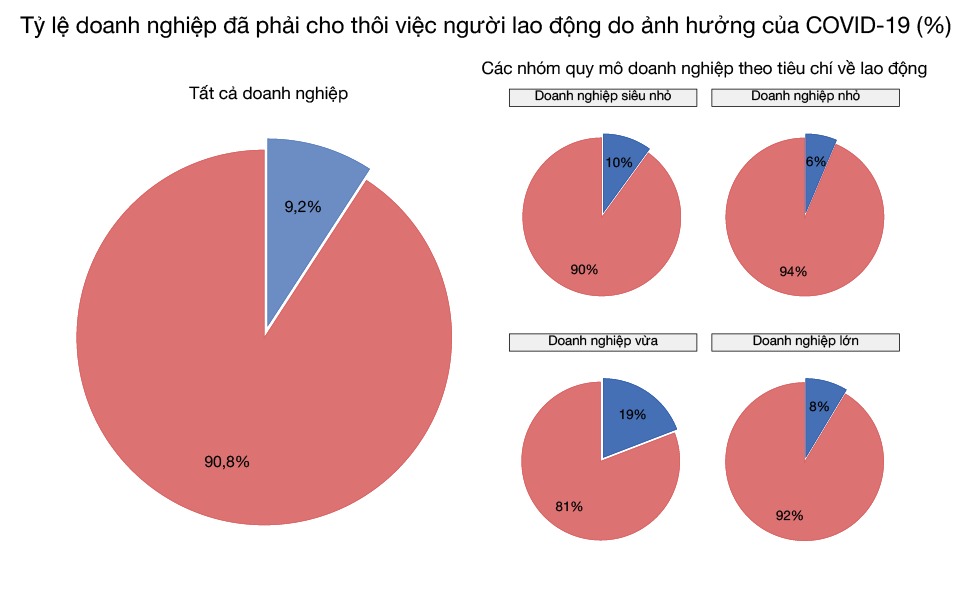 Tỷ lệ doanh nghiệp đã phải cho thôi việc người lao động do ảnh hưởng của COVID-19 (%)
Tất cả doanh nghiệp
9,2%
90,8%
Các nhóm quy mô doanh nghiệp theo tiêu chí về lao động
Doanh nghiệp siêu nhỏ
10%
90%
Doanh nghiệp nhỏ
6%
94%
Doanh nghiệp vừa
19%
81%
Doanh nghiệp lớn
8%
92%